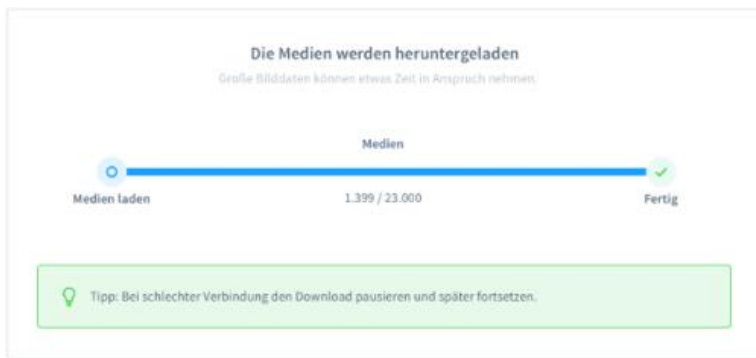 Die Medien werden heruntergeladen
Große Bilddaten können etwas Zeit in Anspruch nehmen.
Medien
Medien laden
1.399 / 23.000
Fertig
Tipp: Bei schlechter Verbindung den Download pausieren und später fortsetzen.